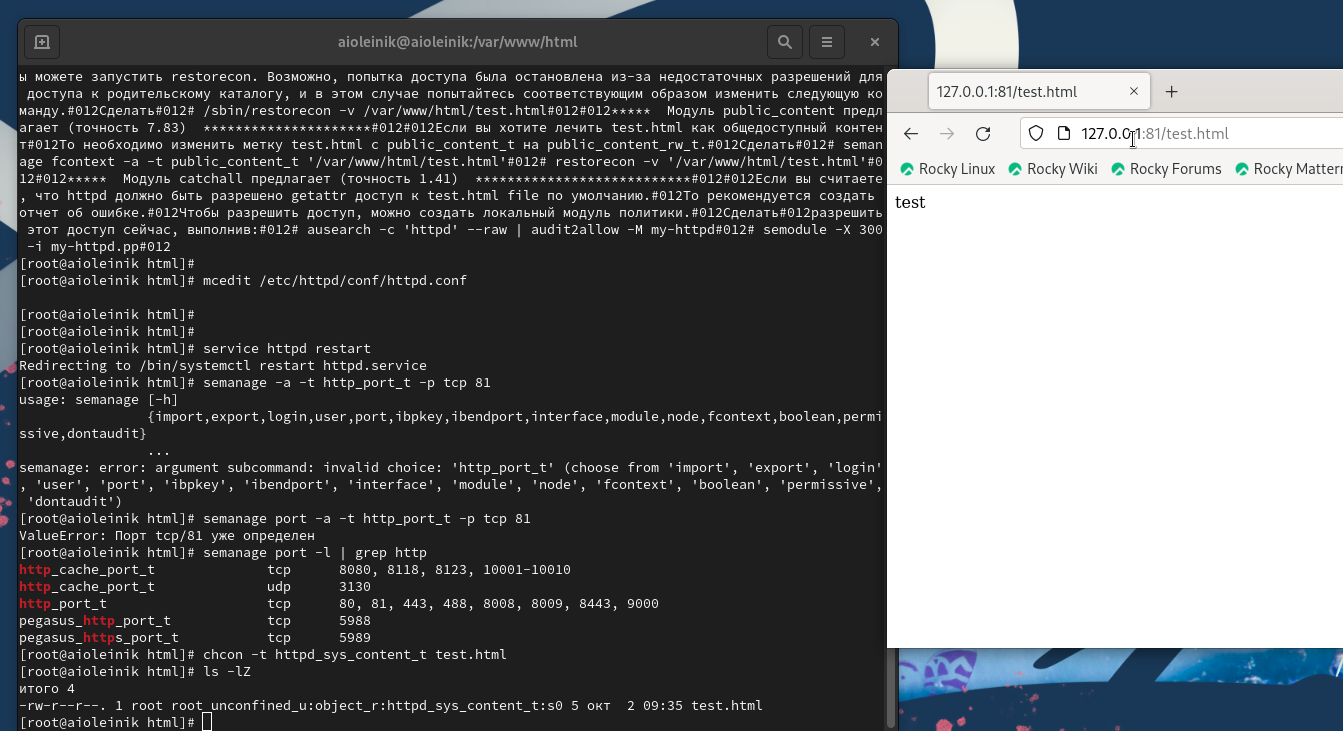 aioleinik@aioleinik:/var/www/html
ы можете запустить restorecon. Возможно, попытка доступа была остановлена из-за недостаточных разрешений для
 доступа к родительскому каталогу, и в этом случае попытайтесь соответствующим образом изменить следующую ко
манду.#012Сделать#012# /sbin/restorecon -v /var/www/html/test.html#012#012*****  Модуль public_content предл
агает (точность 7.83)  *********************#012#012Если вы хотите лечить test.html как общедоступный контен
т#012То необходимо изменить метку test.html с public_content_t на public_content_rw_t.#012Сделать#012# seman
age fcontext -a -t public_content_t '/var/www/html/test.html'#012# restorecon -v '/var/www/html/test.html'#0
12#012*****  Модуль catchall предлагает (точность 1.41)  ***************************#012#012Если вы считаете
, что httpd должно быть разрешено getattr доступ к test.html file по умолчанию.#012То рекомендуется создать
отчет об ошибке.#012Чтобы разрешить доступ, можно создать локальный модуль политики.#012Сделать#012разрешить
 этот доступ сейчас, выполнив:#012# ausearch -c 'httpd' --raw | audit2allow -M my-httpd#012# semodule -X 300
 -i my-httpd.pp#012
[root@aioleinik html]#
[root@aioleinik html]# mcedit /etc/httpd/conf/httpd.conf
[root@aioleinik html]#
[root@aioleinik html]#
[root@aioleinik html]# service httpd restart
Redirecting to /bin/systemctl restart httpd.service
[root@aioleinik html]# semanage -a -t http_port_t -p tcp 81
usage: semanage [-h]
                {import,export,login,user,port,ibpkey,ibendport,interface,module,node,fcontext,boolean,permi
ssive,dontaudit}
                ...
semanage: error: argument subcommand: invalid choice: 'http_port_t' (choose from 'import', 'export', 'login'
, 'user', 'port', 'ibpkey', 'ibendport', 'interface', 'module', 'node', 'fcontext', 'boolean', 'permissive',
 'dontaudit')
[root@aioleinik html]# semanage port -a -t http_port_t -p tcp 81
ValueError: Порт tcp/81 уже определен
[root@aioleinik html]# semanage port -l | grep http
http_cache_port_t              tcp      8080, 8118, 8123, 10001-10010
http_cache_port_t              udp      3130
http_port_t                    tcp      80, 81, 443, 488, 8008, 8009, 8443, 9000
pegasus_http_port_t            tcp      5988
pegasus_https_port_t           tcp      5989
[root@aioleinik html]# chcon -t httpd_sys_content_t test.html
[root@aioleinik html]# ls -lZ
итого 4
-rw-r--r--. 1 root root unconfined_u:object_r:httpd_sys_content_t:s0 5 окт  2 09:35 test.html
[root@aioleinik html]#
127.0.0.1:81/test.html
127.0.0.1:81/test.html
Rocky Linux Rocky Wiki Rocky Forums Rocky Mattern
test